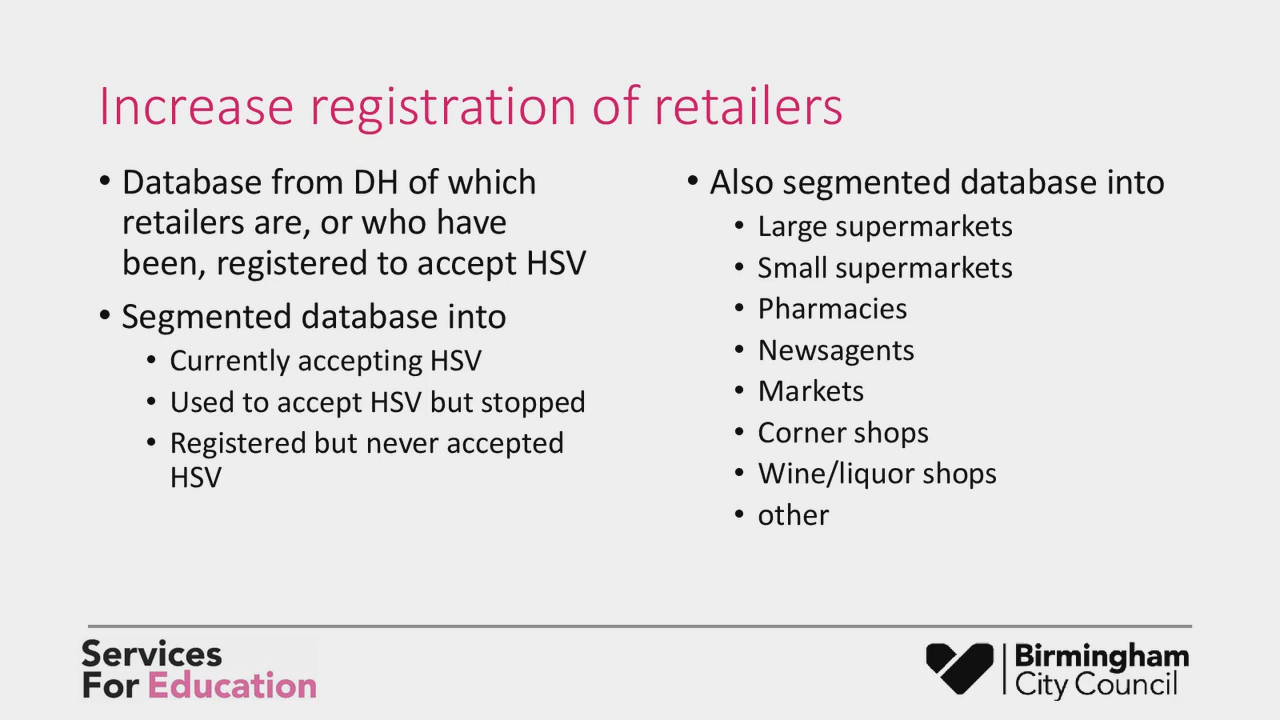 Increase registration of retailers
• Database from DH of which
retailers are, or who have
been, registered to accept HSV
• Segmented database into
• Currently accepting HSV
• Used to accept HSV but stopped
• Registered but never accepted
HSV
• Also segmented database into
• Large supermarkets
• Small supermarkets
• Pharmacies
• Newsagents
• Markets
• Corner shops
• Wine/liquor shops
• other
Services
For Education
Birmingham
City Council